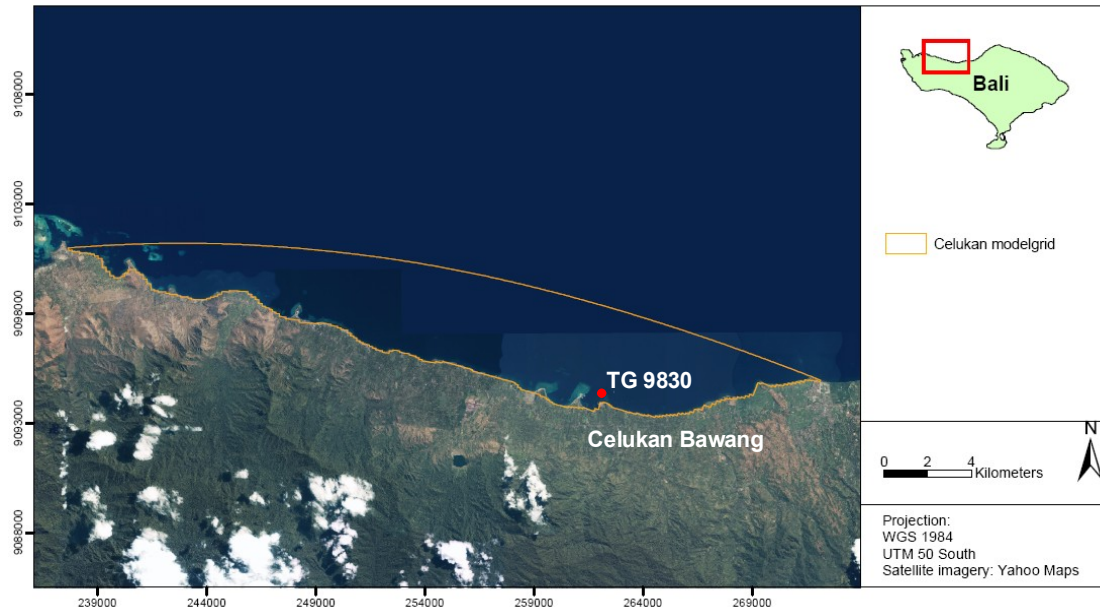 9108000
9103000
9098000
9093000
9088000
239000 244000 249000 254000 259000 264000 269000
TG 9830
Celukan Bawang
Bali
Celukan modelgrid
N
0 2 4
Kilometers
Projection:
WGS 1984
UTM 50 South
Satellite imagery: Yahoo Maps